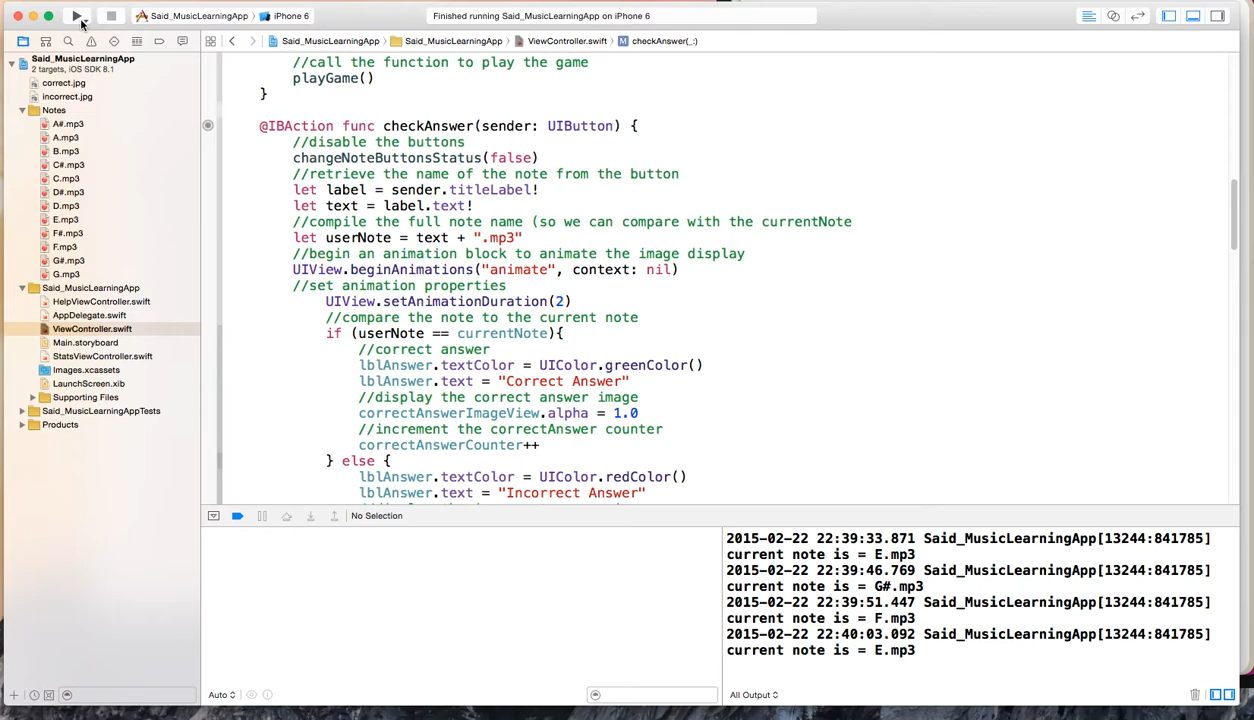 Said_MusicLearningApp
iPhone 6
Finished running Said_MusicLearningApp on iPhone 6
Said_MusicLearningApp
Said_MusicLearningApp
ViewController.swift
M
checkAnswer(_:)
Said_MusicLearningApp
2 targets, iOS SDK 8.1
correct.jpg
incorrect.jpg
Notes
A#.mp3
A.mp3
B.mp3
C#.mp3
C.mp3
D#.mp3
D.mp3
E.mp3
F#.mp3
F.mp3
G#.mp3
G.mp3
Said_MusicLearningApp
HelpViewController.swift
AppDelegate.swift
ViewController.swift
Main.storyboard
StatsViewController.swift
Images.xcassets
LaunchScreen.xib
Supporting Files
Said_MusicLearningAppTests
Products
//call the function to play the game
playGame()
}
@IBAction func checkAnswer(sender: UIButton) {
//disable the buttons
changeNoteButtonsStatus(false)
//retrieve the name of the note from the button
let label = sender.titleLabel!
let text = label.text!
//compile the full note name (so we can compare with the currentNote
let userNote = text + ".mp3"
//begin an animation block to animate the image display
UIView.beginAnimations("animate", context: nil)
//set animation properties
UIView.setAnimationDuration(2)
//compare the note to the current note
if (userNote == currentNote){
//correct answer
lblAnswer.textColor = UIColor.greenColor()
lblAnswer.text = "Correct Answer"
//display the correct answer image
correctAnswerImageView.alpha = 1.0
//increment the correctAnswer counter
correctAnswerCounter++
} else {
lblAnswer.textColor = UIColor.redColor()
lblAnswer.text = "Incorrect Answer"
No Selection
2015-02-22 22:39:33.871 Said_MusicLearningApp[13244:841785]
current note is = E.mp3
2015-02-22 22:39:46.769 Said_MusicLearningApp[13244:841785]
current note is = G#.mp3
2015-02-22 22:39:51.447 Said_MusicLearningApp[13244:841785]
current note is = F.mp3
2015-02-22 22:40:03.092 Said_MusicLearningApp[13244:841785]
current note is = E.mp3
Auto
All Output